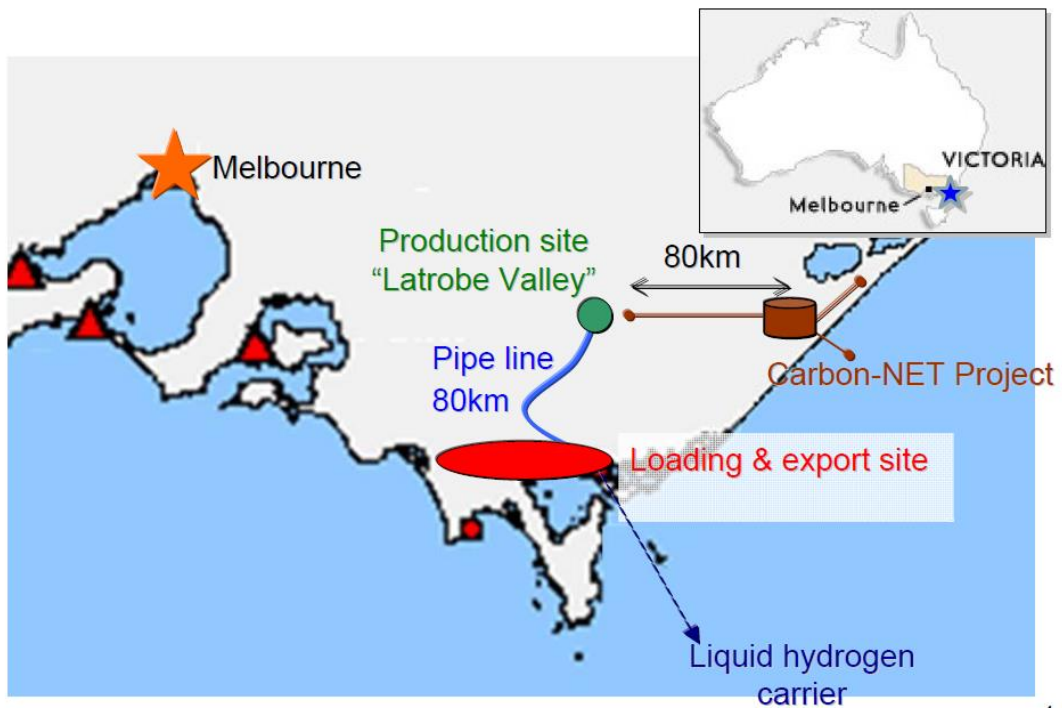 VICTORIA
Melbourne
Melbourne
Production site
“Latrobe Valley”
80km
Pipe line
80km
Carbon-NET Project
Loading & export site
Liquid hydrogen
carrier